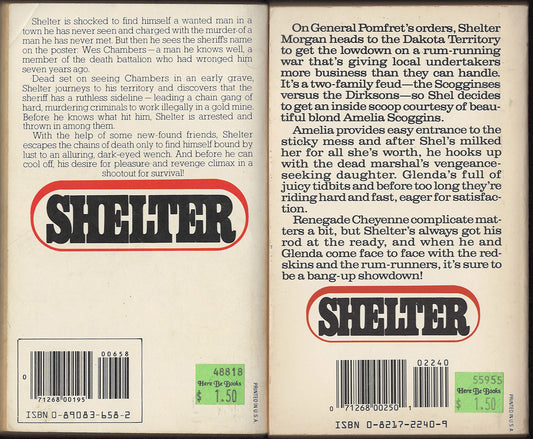 Shelter is shocked to find himself a wanted man in a
town he has never seen and charged with the murder of a
man he has never met. But then he sees the sheriff's name
on the poster: Wes Chambers—a man he knows well, a
member of the death battalion who had wronged him
seven years ago.
Dead set on seeing Chambers in an early grave,
Shelter journeys to his territory and discovers that the
sheriff has a ruthless sideline—leading a chain gang of
hard, murdering criminals to work illegally in a gold mine.
Before he knows what hit him, Shelter is arrested and
thrown in among them.
With the help of some new-found friends, Shelter
escapes the chains of death only to find himself bound by
lust to an alluring, dark-eyed wench. And before he can
cool off, his desire for pleasure and revenge climax in a
shootout for survival!
SHELTER
00658
0
71268 00195
ISBN 0-89083-658-2
48818
Here Be Books
$ 1.50
PRINTED IN U.S.A.
On General Pomfret's orders, Shelter
Morgan heads to the Dakota Territory
to get the lowdown on a rum-running
war that's giving local undertakers
more business than they can handle.
It's a two-family feud—the Scogginses
versus the Dirksons—so Shel decides
to get an inside scoop courtesy of beau-
tiful blond Amelia Scoggins.
Amelia provides easy entrance to the
sticky mess and after Shel's milked
her for all she's worth, he hooks up
with the dead marshal's vengeance-
seeking daughter. Glenda's full of
juicy tidbits and before too long they're
riding hard and fast, eager for satisfac-
tion.
Renegade Cheyenne complicate mat-
ters a bit, but Shelter's always got his
rod at the ready, and when he and
Glenda come face to face with the red-
skins and the rum-runners, it's sure to
be a bang-up showdown!
SHELTER
02240
0
71268 00250
1
ISBN 0-8217-2240-9
55955
Here Be Books
$ 1.50
PRINTED IN U.S.A.